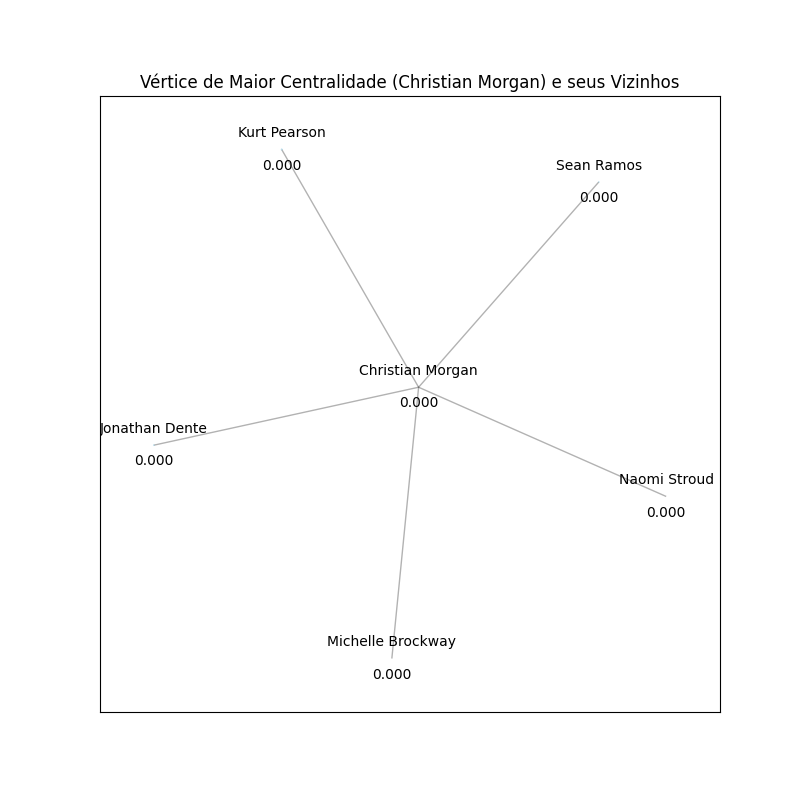 Vértice de Maior Centralidade (Christian Morgan) e seus Vizinhos
Kurt Pearson
0.000
Sean Ramos
0.000
Christian Morgan
0.000
Jonathan Dente
0.000
Naomi Stroud
0.000
Michelle Brockway
0.000